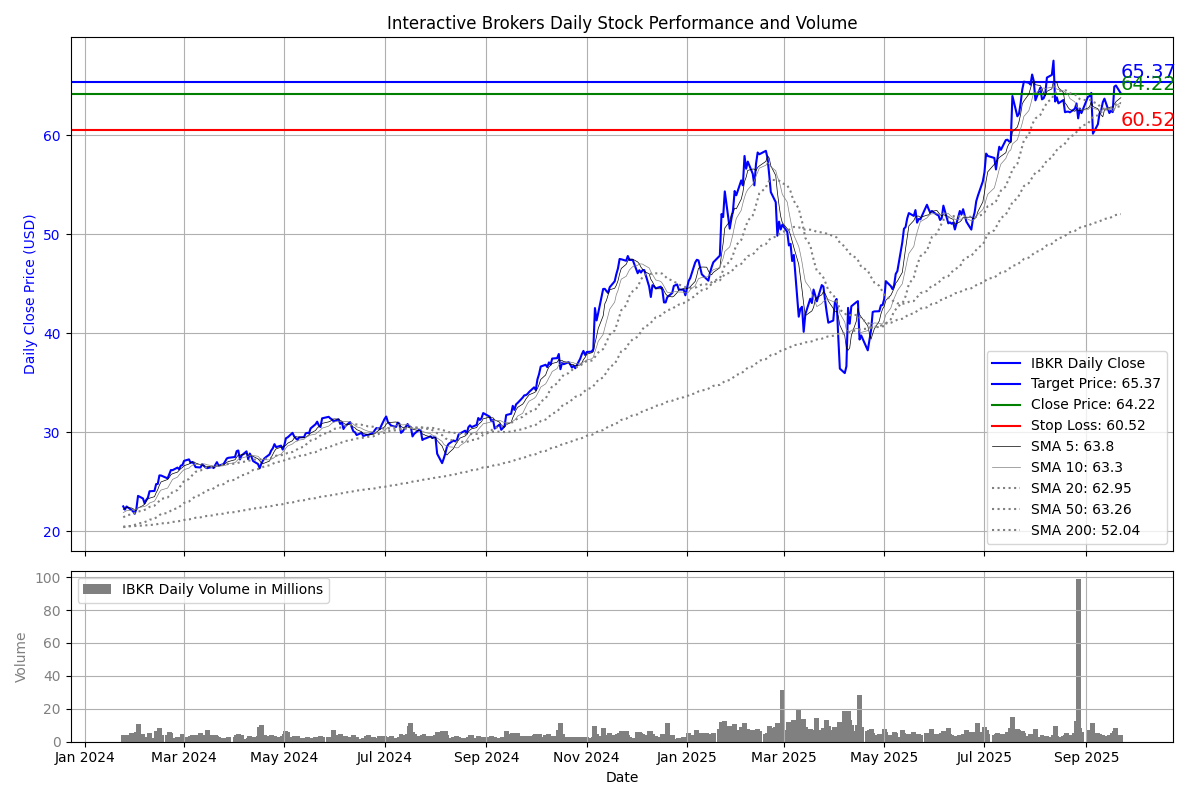 Interactive Brokers Daily Stock Performance and Volume
Daily Close Price (USD)
60
50
40
30
20
65.37
64.22
60.52
IBKR Daily Close
Target Price: 65.37
Close Price: 64.22
Stop Loss: 60.52
SMA 5: 63.8
SMA 10: 63.3
SMA 20: 62.95
SMA 50: 63.26
SMA 200: 52.04
IBKR Daily Volume in Millions
Volume
100
80
60
40
20
0
Jan 2024 Mar 2024 May 2024 Jul 2024 Sep 2024 Nov 2024 Jan 2025 Mar 2025 May 2025 Jul 2025 Sep 2025
Date